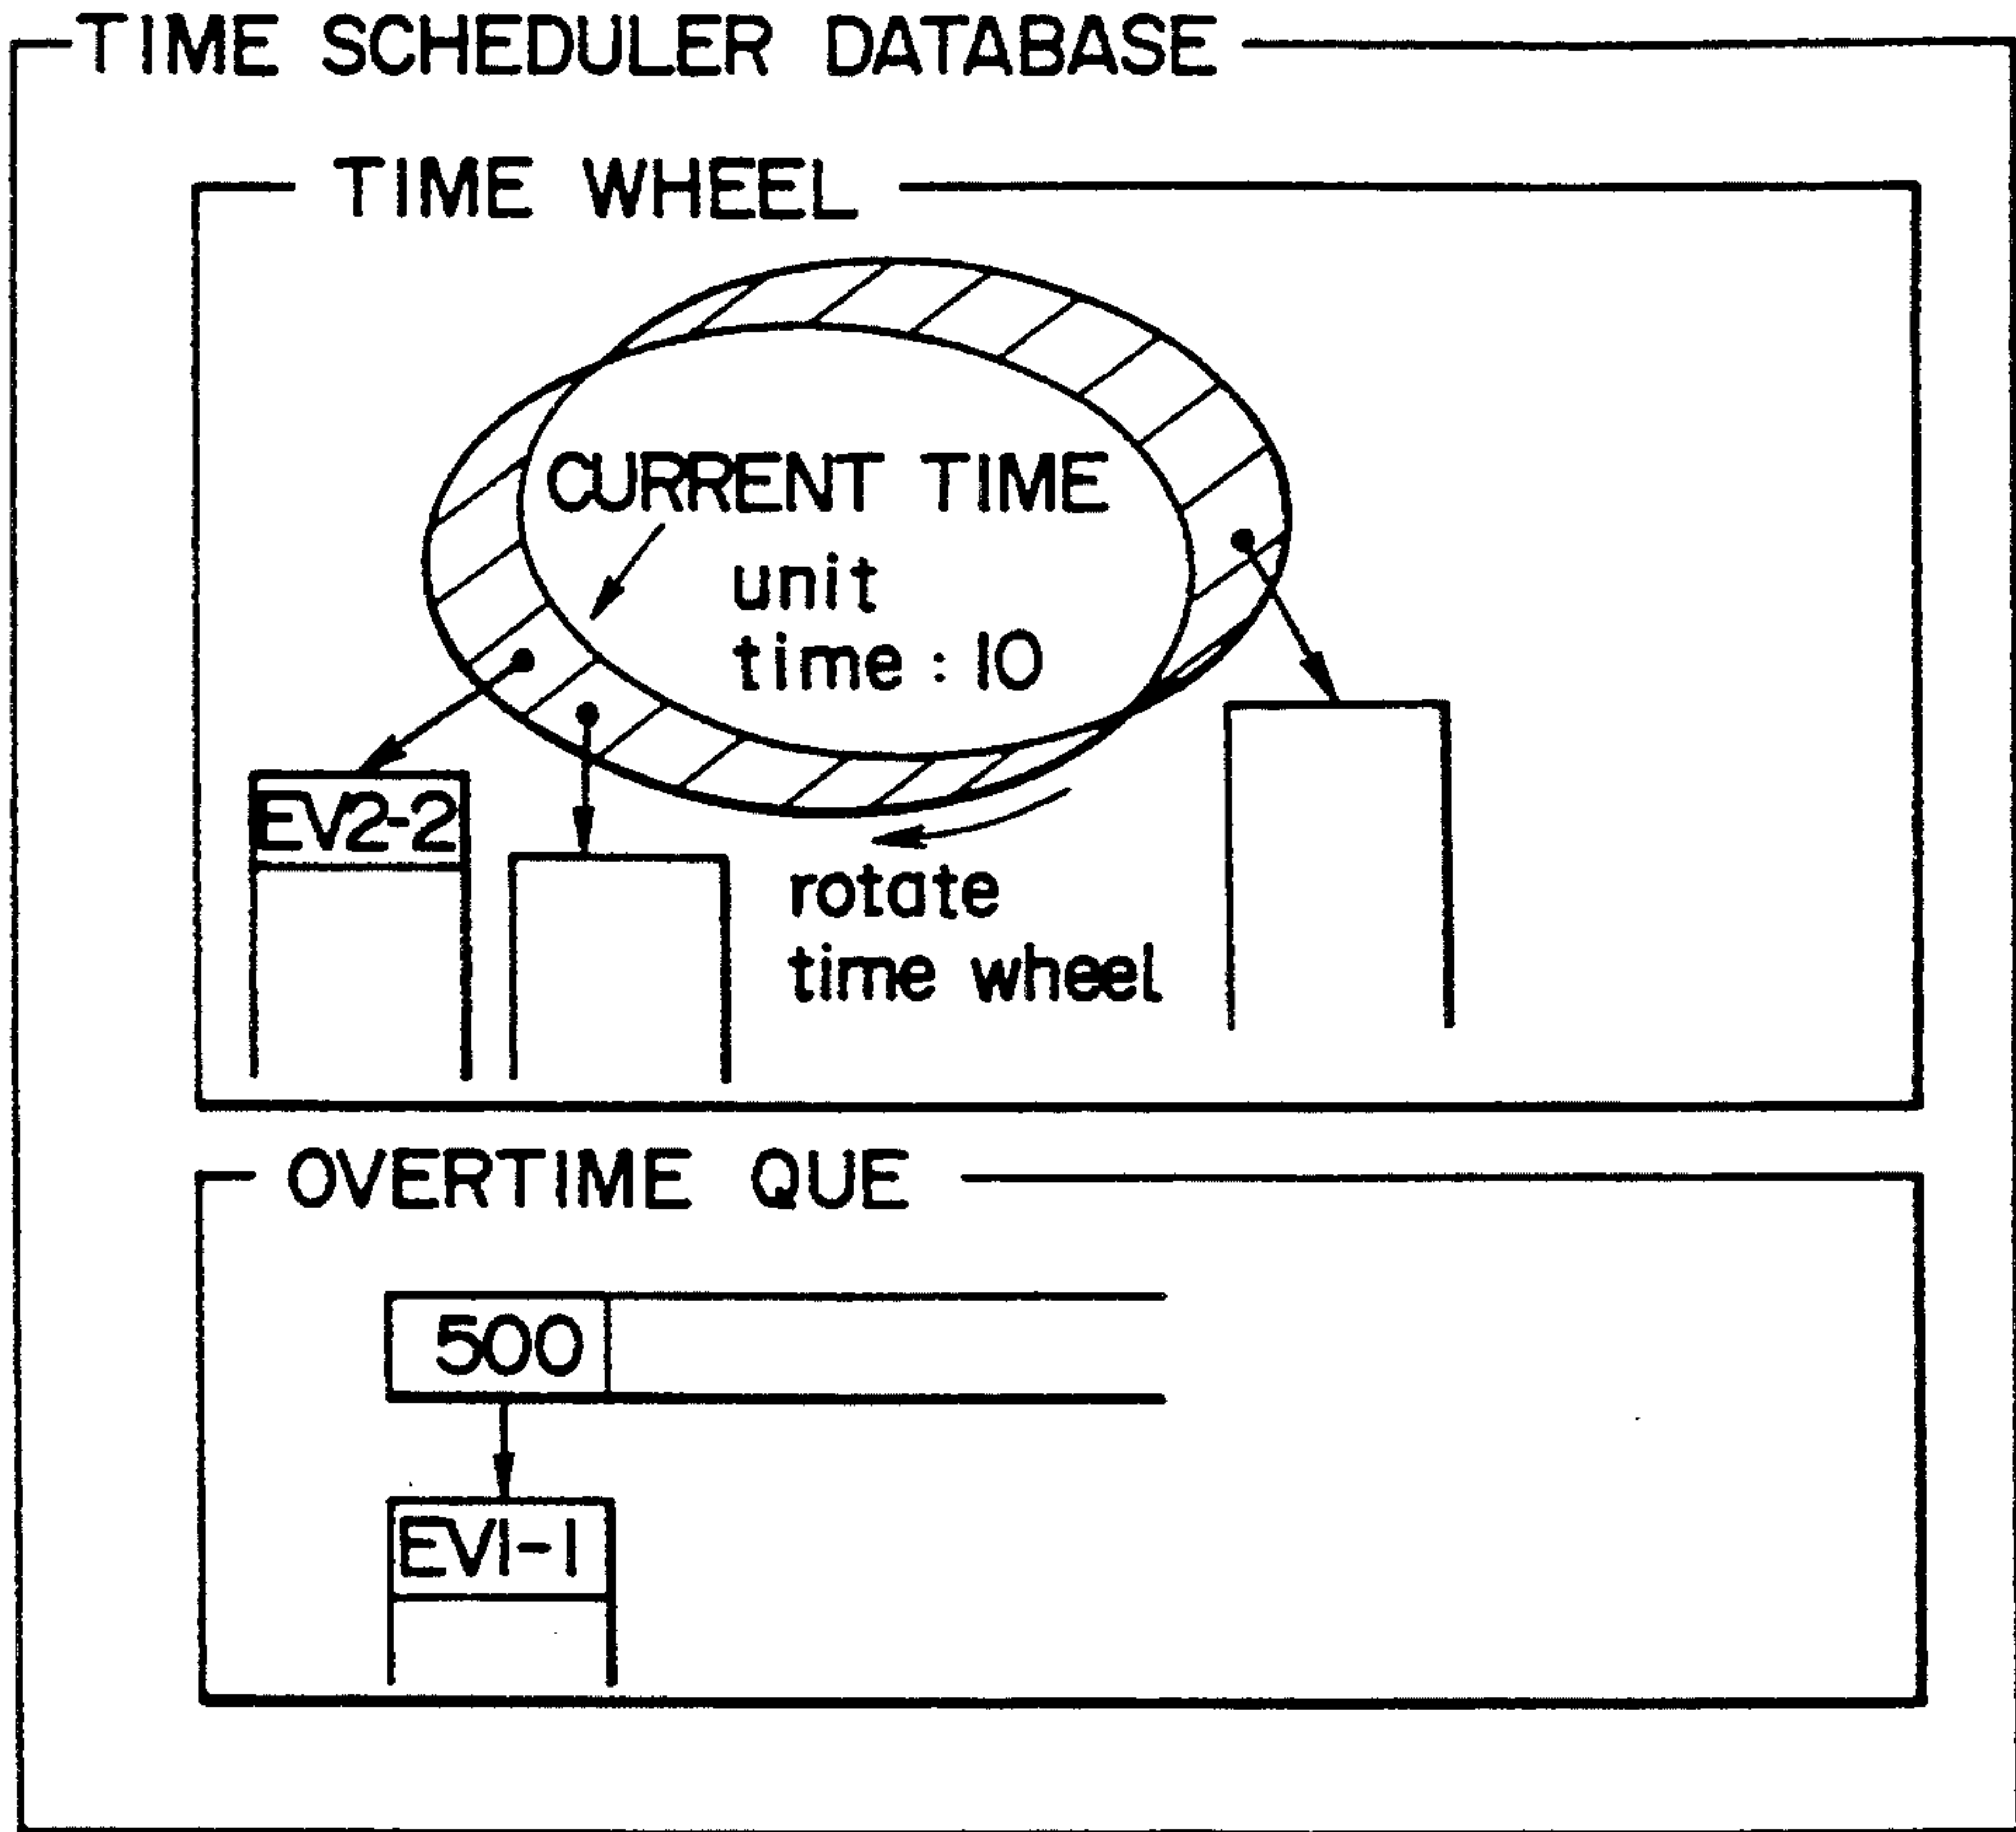 TIME SCHEDULER DATABASE
TIME WHEEL
CURRENT TIME
unit
time : 10
EV2-2
rotate
time wheel
OVERTIME QUE
500
EV1-1